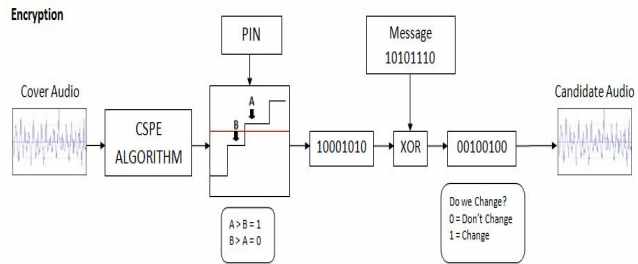 Encryption
PIN
Message
10101110
Cover Audio
Candidate Audio
A
B
CSPE
ALGORITHM
10001010
XOR
00100100
A > B = 1
B > A = 0
Do we Change?
0 = Don't Change
1 = Change